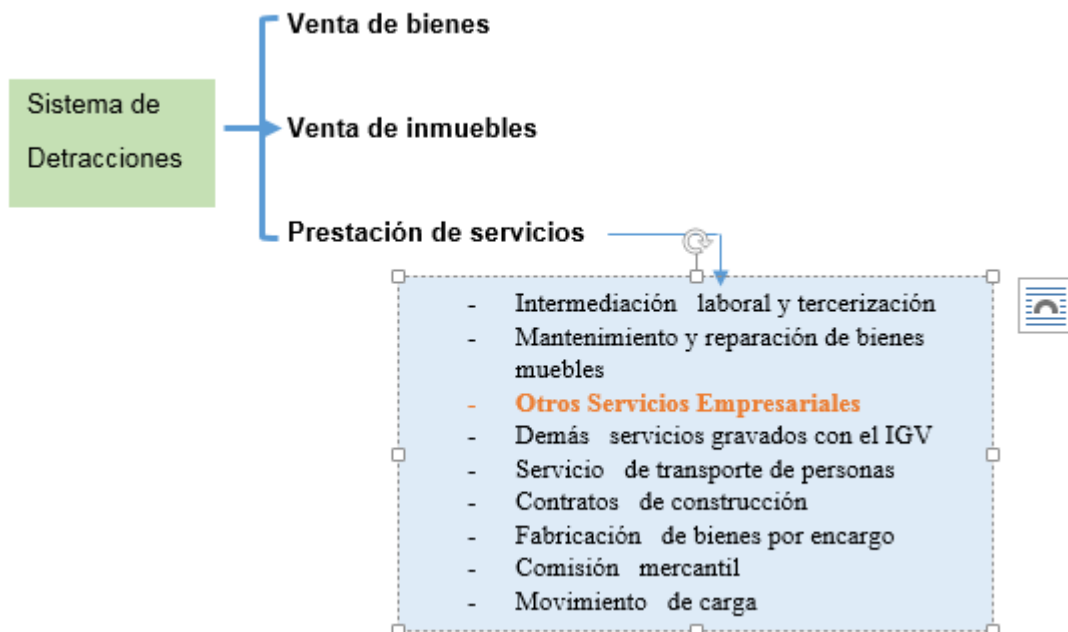 Venta de bienes
Sistema de
Detracciones
Venta de inmuebles
Prestación de servicios
- Intermediación laboral y tercerización
- Mantenimiento y reparación de bienes
muebles
- Otros Servicios Empresariales
- Demás servicios gravados con el IGV
- Servicio de transporte de personas
- Contratos de construcción
- Fabricación de bienes por encargo
- Comisión mercantil
- Movimiento de carga